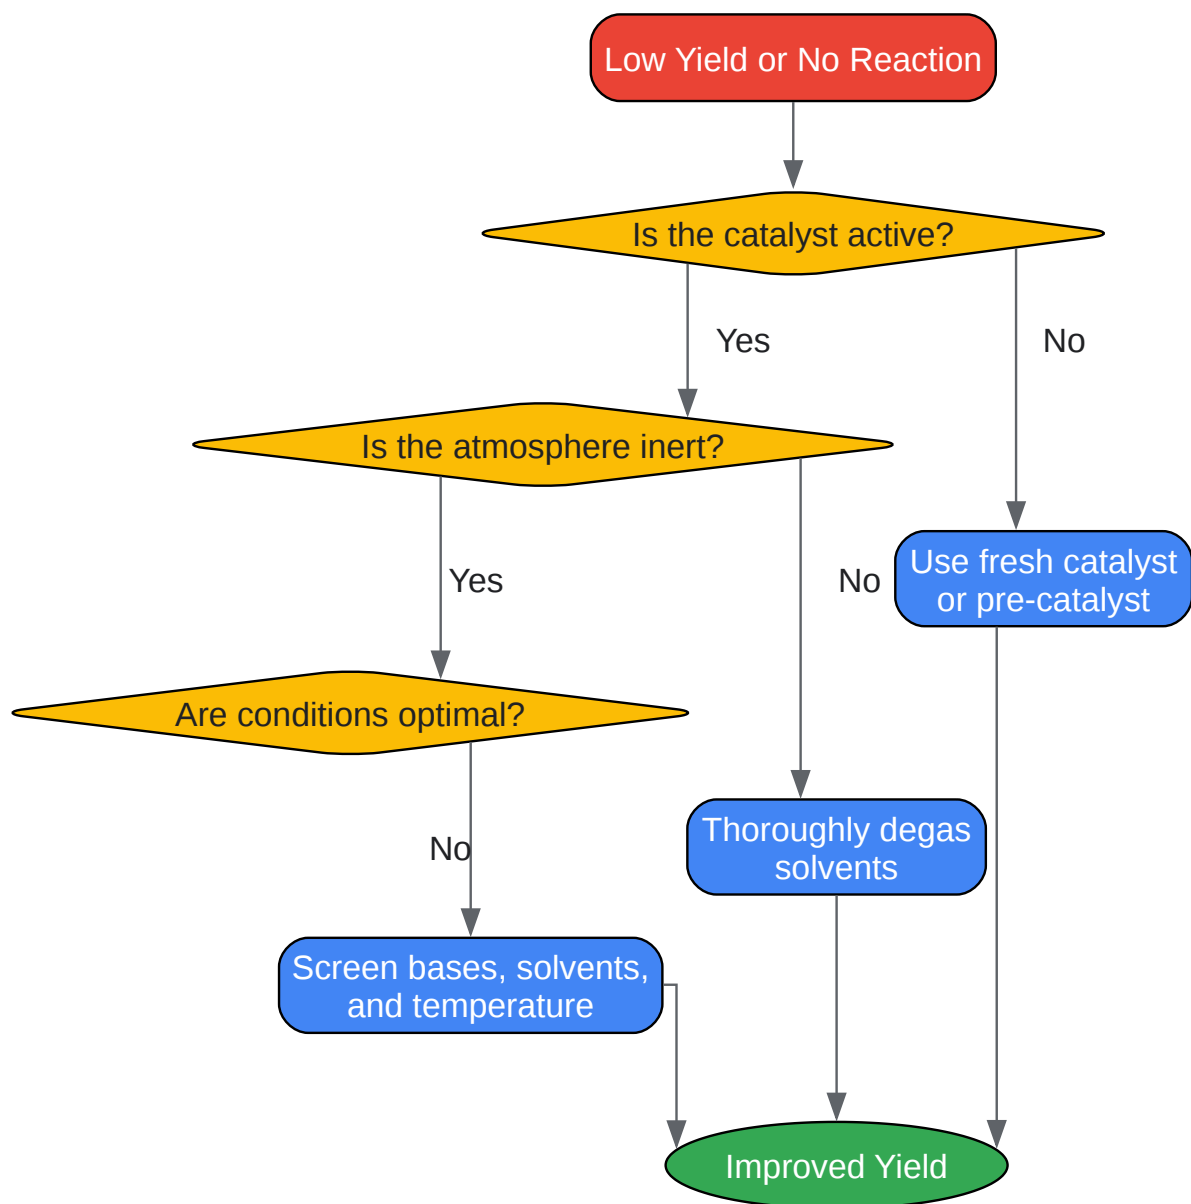 Low Yield or No Reaction
Is the catalyst active?
Yes
No
Is the atmosphere inert?
Use fresh catalyst
or pre-catalyst
Yes
No
Are conditions optimal?
Thoroughly degas
solvents
No
Screen bases, solvents,
and temperature
Improved Yield